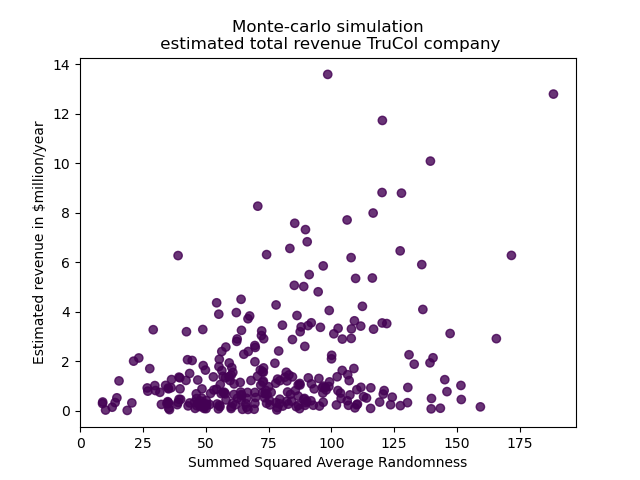 Monte-carlo simulation
estimated total revenue TruCol company
Estimated revenue in $million/year
14
12
10
8
6
4
2
0
0 25 50 75 100 125 150 175
Summed Squared Average Randomness